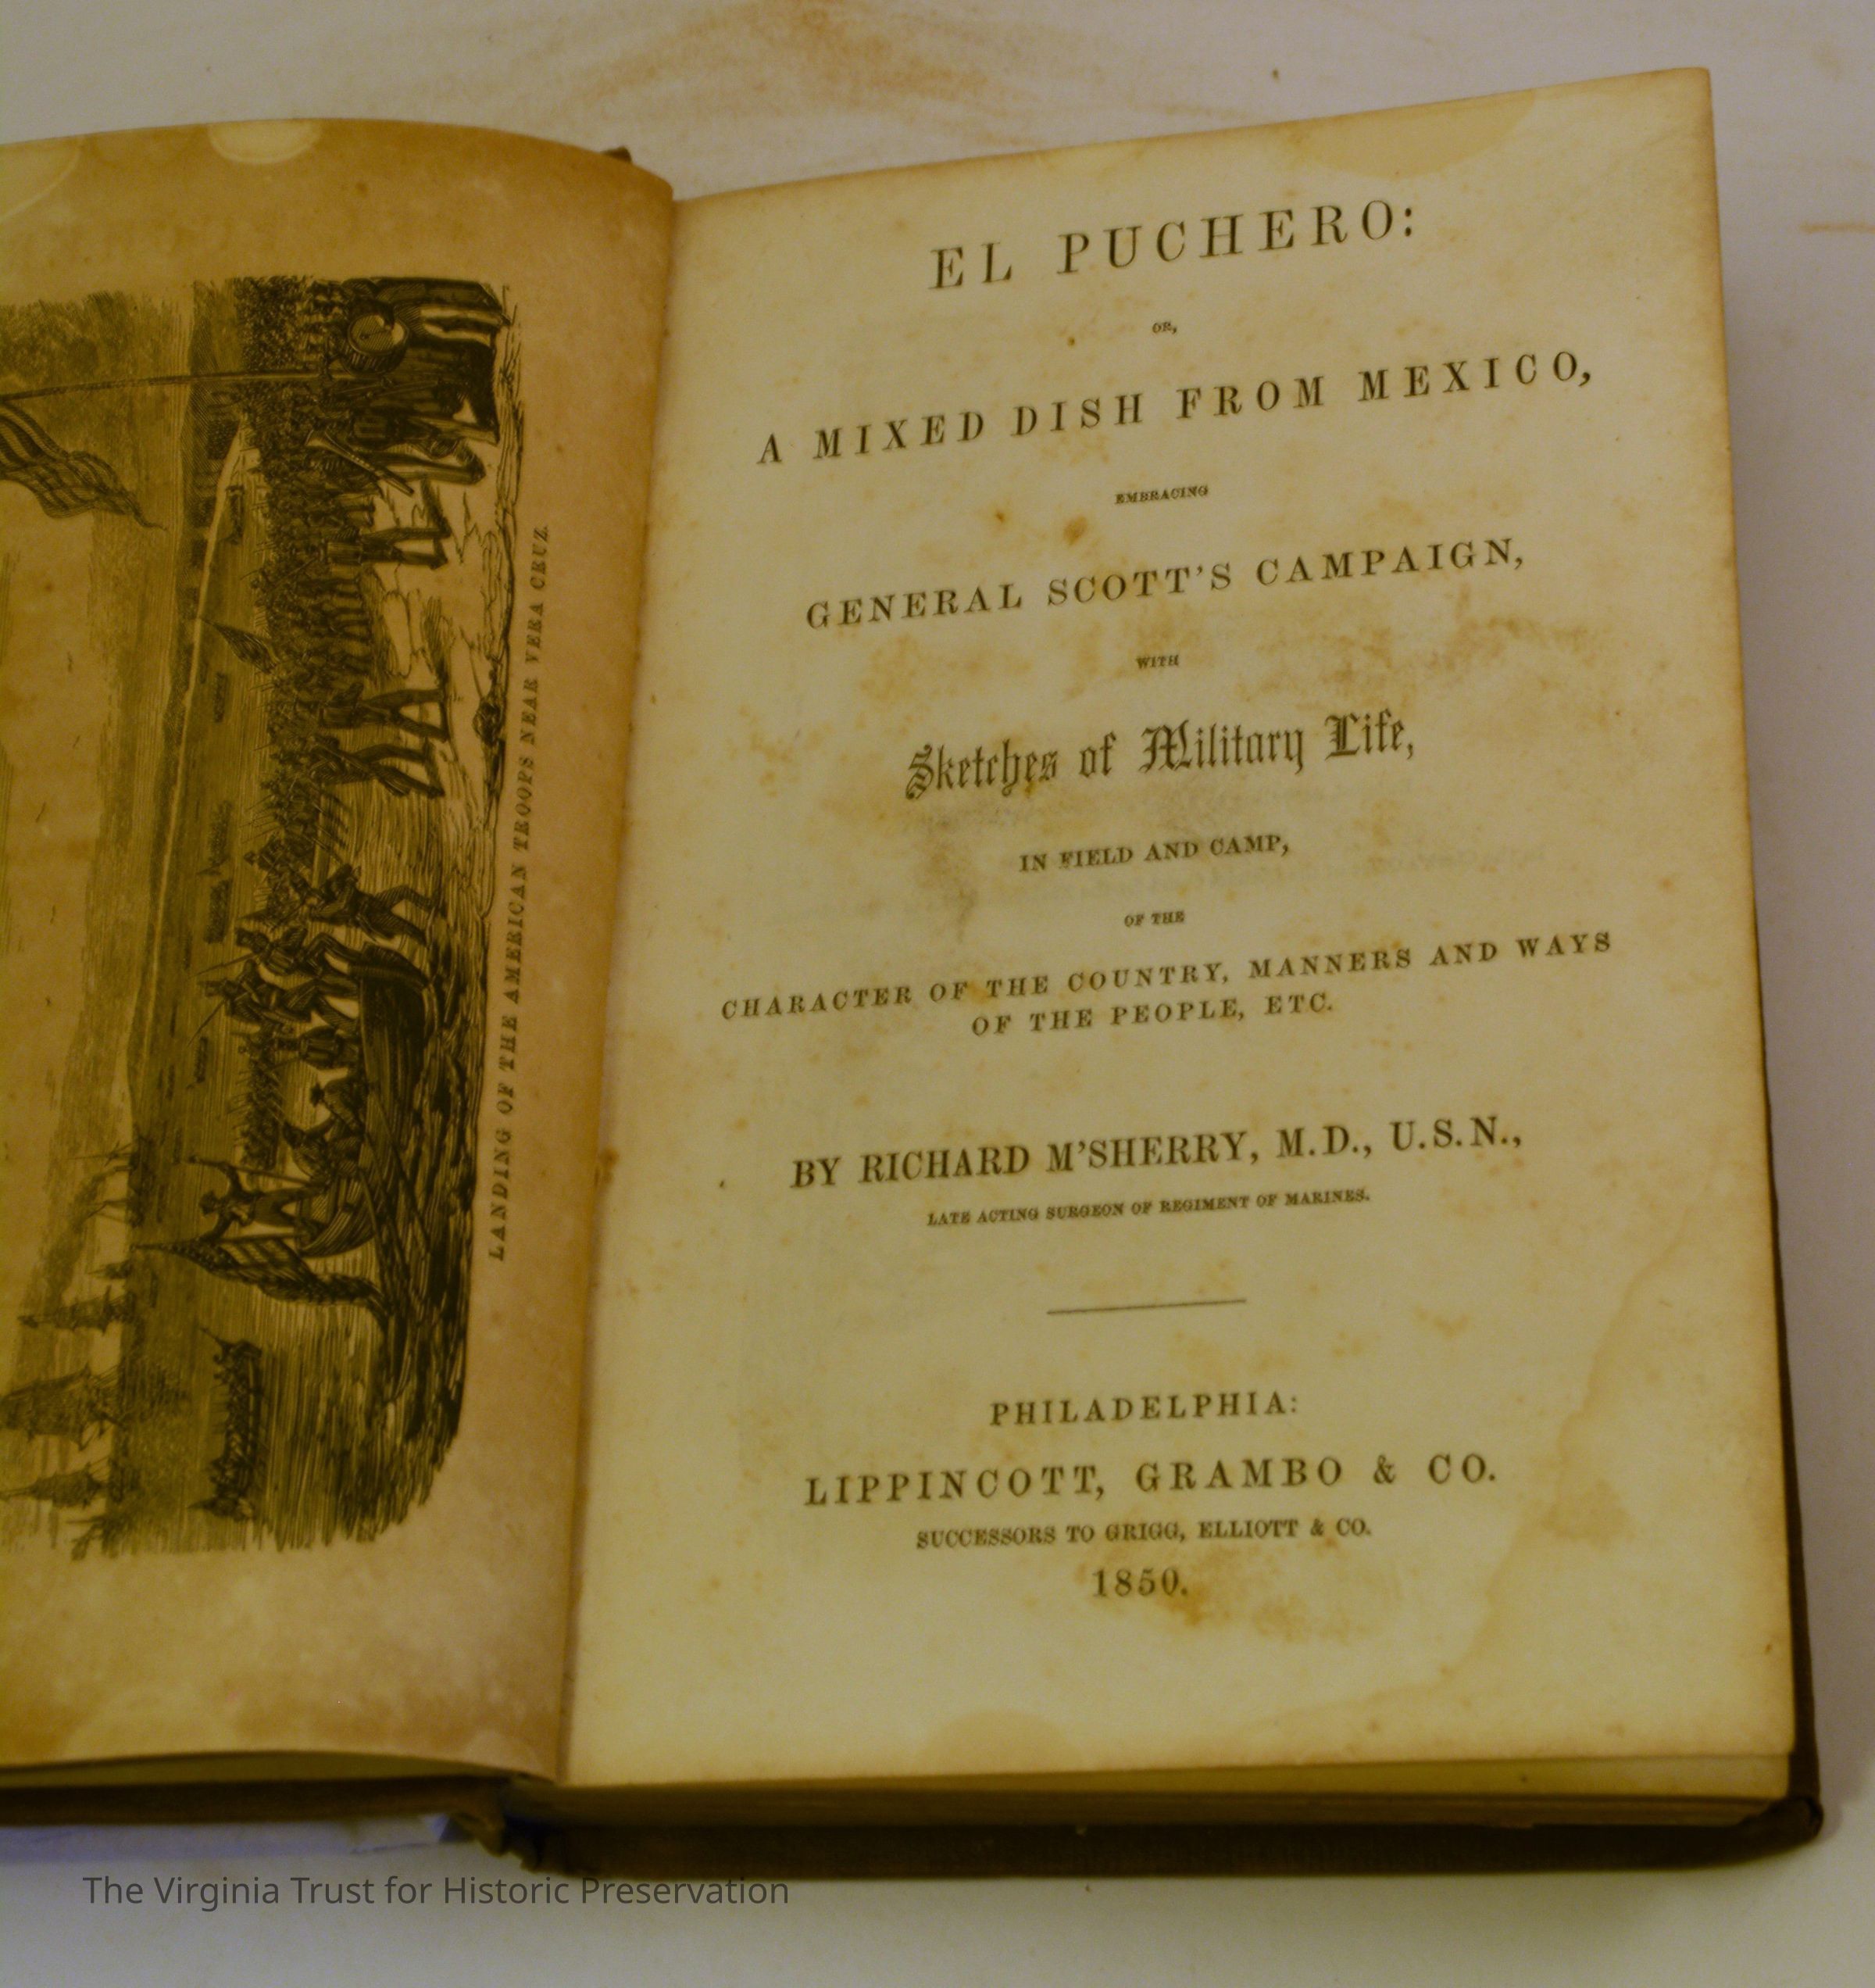 LANDING OF THE AMERICAN TROOPS NEAR VERA CRUZ.
EL PUCHERO:
OR,
A MIXED DISH FROM MEXICO,
EMBRACING
GENERAL SCOTT'S CAMPAIGN,
WITH
Sketches of Military Life,
IN FIELD AND CAMP,
OF THE
CHARACTER OF THE COUNTRY, MANNERS AND WAYS
OF THE PEOPLE, ETC.
BY RICHARD M'SHERRY, M.D., U.S.N.,
LATE ACTING SURGEON OF REGIMENT OF MARINES.
PHILADELPHIA:
LIPPINCOTT, GRAMBO & CO.
SUCCESSORS TO GRIGG, ELLIOTT & CO.
1850.
The Virginia Trust for Historic Preservation